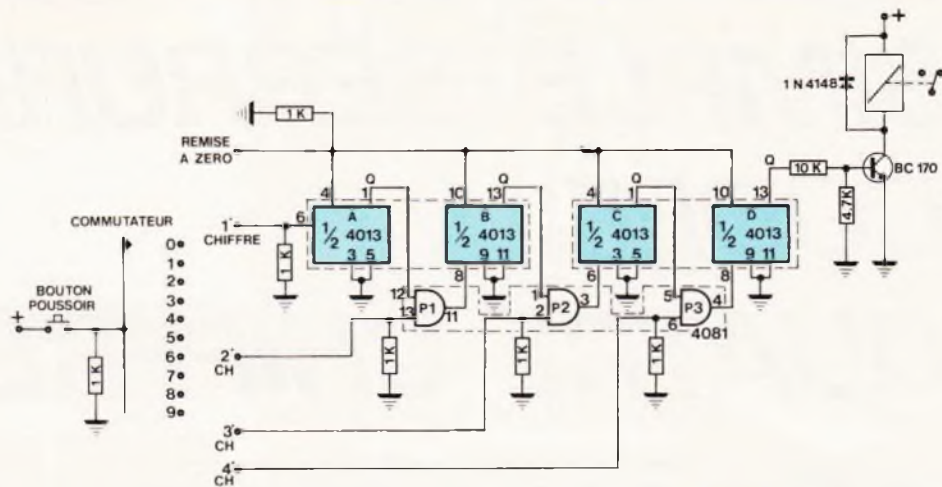 +
1N4148
1 K
REMISE
A ZERO
Q
Q
Q
Q
4
1
10
13
4
1
10
13
10 K
BC 170
4.7K
COMMUTATEUR
1°
CHIFFRE
6
A
1/2 4013
3 5
B
1/2 4013
9 11
C
1/2 4013
3 5
D
1/2 4013
9 11
1 K
8
6
8
0
1
2
3
4
5
6
7
8
9
BOUTON
POUSSOIR
+
12
13
P1
11
1
2
P2
3
5
6
P3
4
4081
1 K
1 K
1 K
1 K
2°
CH
3°
CH
4°
CH